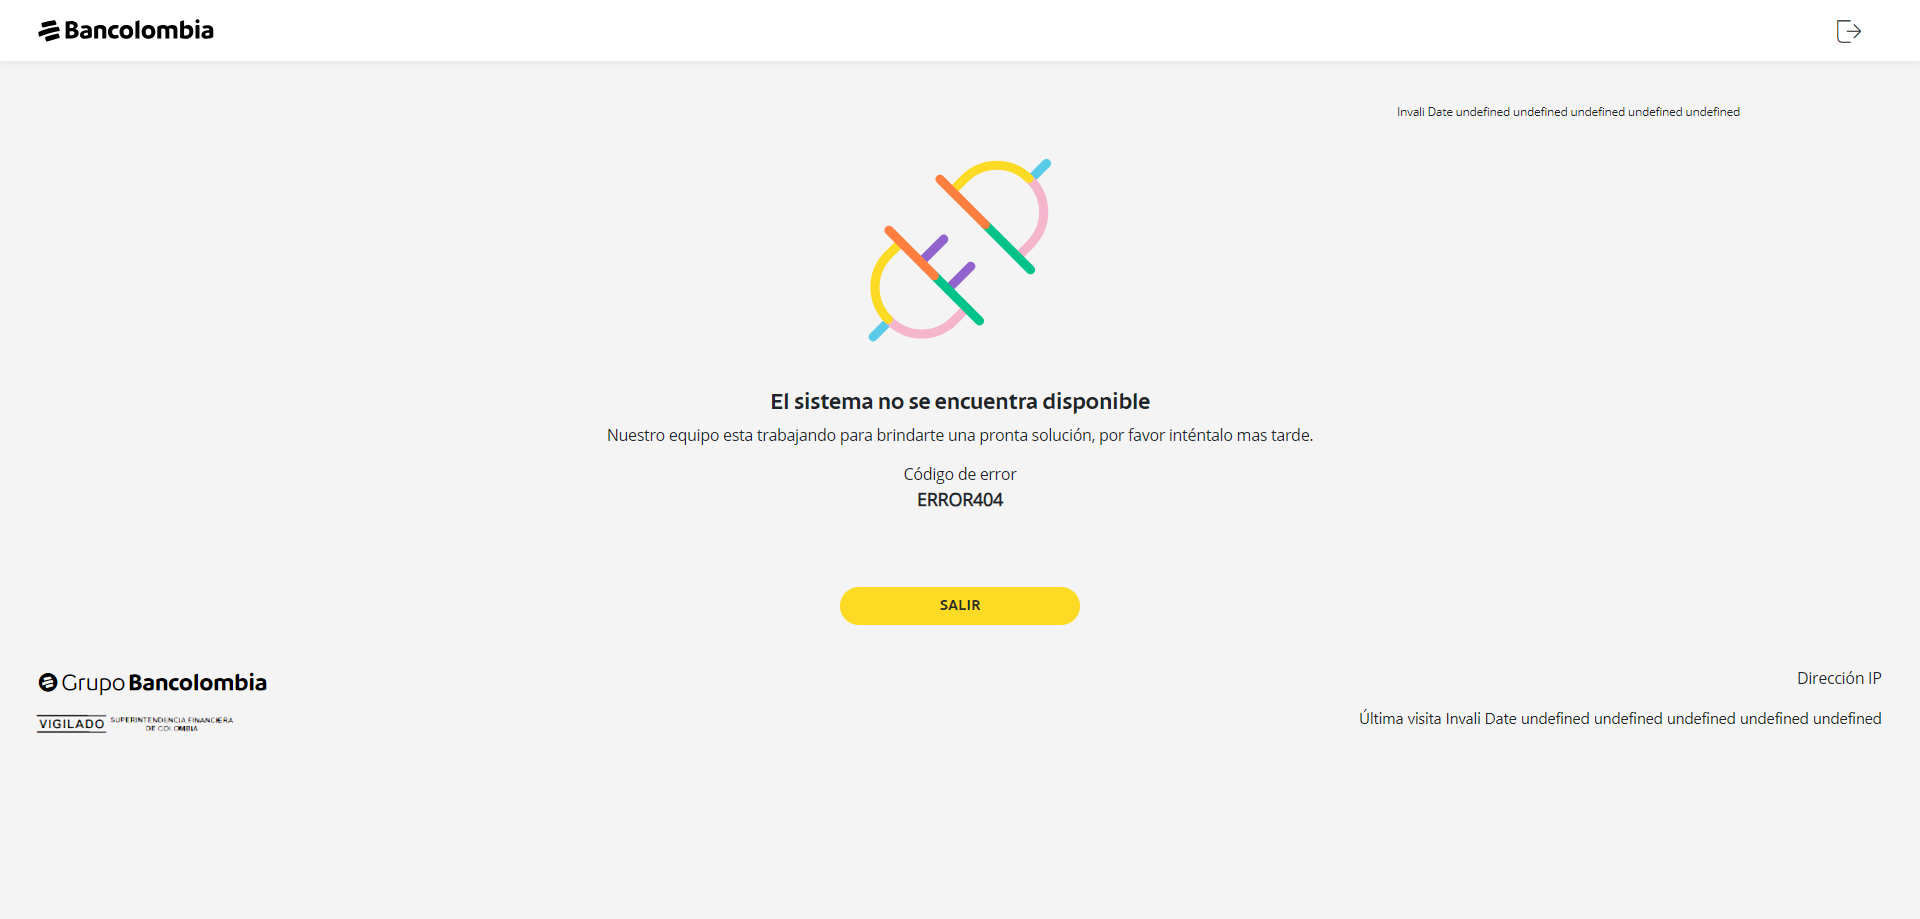 Bancolombia
Invali Date undefined undefined undefined undefined undefined
El sistema no se encuentra disponible
Nuestro equipo esta trabajando para brindarte una pronta solución, por favor inténtalo mas tarde.
Código de error
ERROR404
SALIR
Grupo Bancolombia
Dirección IP
VIGILADO SUPERINTENDENCIA FINANCIERA
DE COLOMBIA
Última visita Invali Date undefined undefined undefined undefined undefined